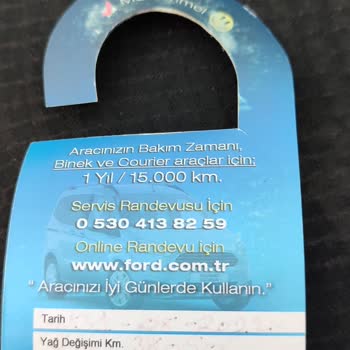 Aracınızın Bakım Zamanı,
Binek ve Courier araçlar için;
1 Yıl / 15.000 km.
Servis Randevusu İçin
0 530 413 82 59
Online Randevu İçin
www.ford.com.tr
" Aracınızı İyi Günlerde Kullanın."
Tarih
Yağ Değişimi Km.